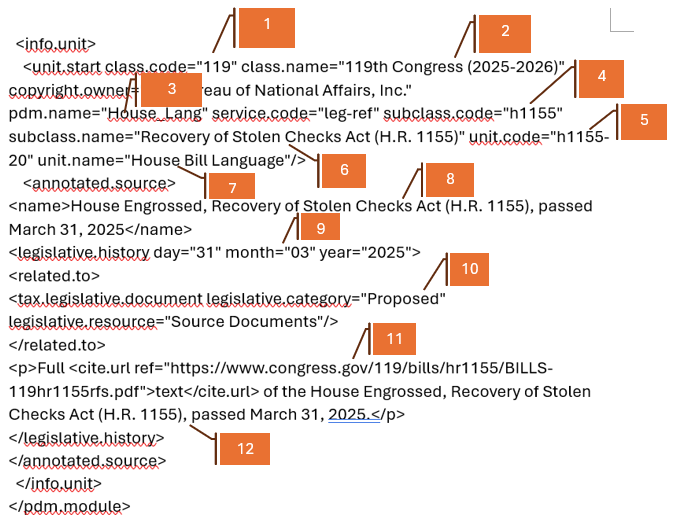 1
2
<info.unit>
<unit.start class.code="119" class.name="119th Congress (2025-2026)"
3
4
copyright.owner= reau of National Affairs, Inc."
pdm.name="House_Lang" service.code="leg-ref" subclass.code="h1155"
5
subclass.name="Recovery of Stolen Checks Act (H.R. 1155)" unit.code="h1155-
20" unit.name="House Bill Language"/>
6
<annotated.source>
7
8
<name>House Engrossed, Recovery of Stolen Checks Act (H.R. 1155), passed
March 31, 2025</name>
9
<legislative.history day="31" month="03" year="2025">
<related.to>
10
<tax.legislative.document legislative.category="Proposed"
legislative.resource="Source Documents"/>
</related.to>
11
<p>Full <cite.url ref="https://www.congress.gov/119/bills/hr1155/BILLS-
119hr1155rfs.pdf">text</cite.url> of the House Engrossed, Recovery of Stolen
Checks Act (H.R. 1155), passed March 31, 2025.</p>
</legislative.history>
12
</annotated.source>
</info.unit>
</pdm.module>